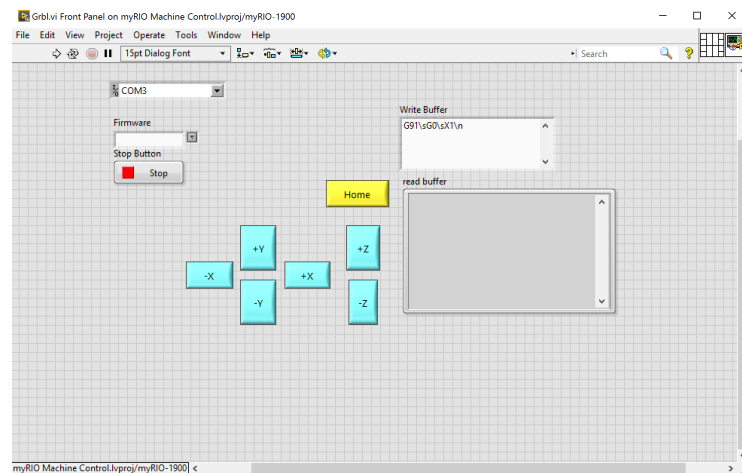 Grbl.vi Front Panel on myRIO Machine Control.lvproj/myRIO-1900
File Edit View Project Operate Tools Window Help
15pt Dialog Font
Search
COM3
Firmware
Stop Button
Stop
Write Buffer
G91\sG0\sX1\n
read buffer
Home
+Y
+Z
-X
+X
-Y
-Z
myRIO Machine Control.lvproj/myRIO-1900